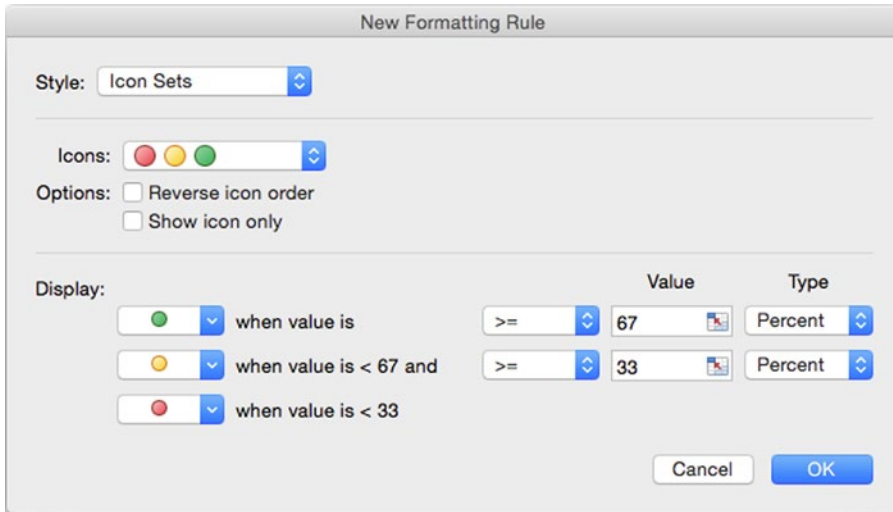 New Formatting Rule
Style: Icon Sets
Icons:
Options: Reverse icon order
Show icon only
Display: Value Type
when value is >= 67 Percent
when value is < 67 and >= 33 Percent
when value is < 33
Cancel OK